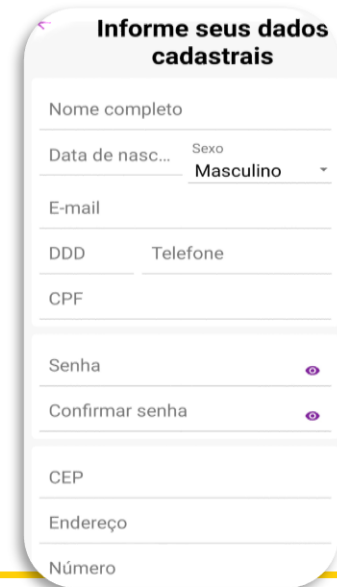 Informe seus dados
cadastrais
Nome completo
Data de nasc...
Sexo
Masculino
E-mail
DDD Telefone
CPF
Senha
Confirmar senha
CEP
Endereço
Número